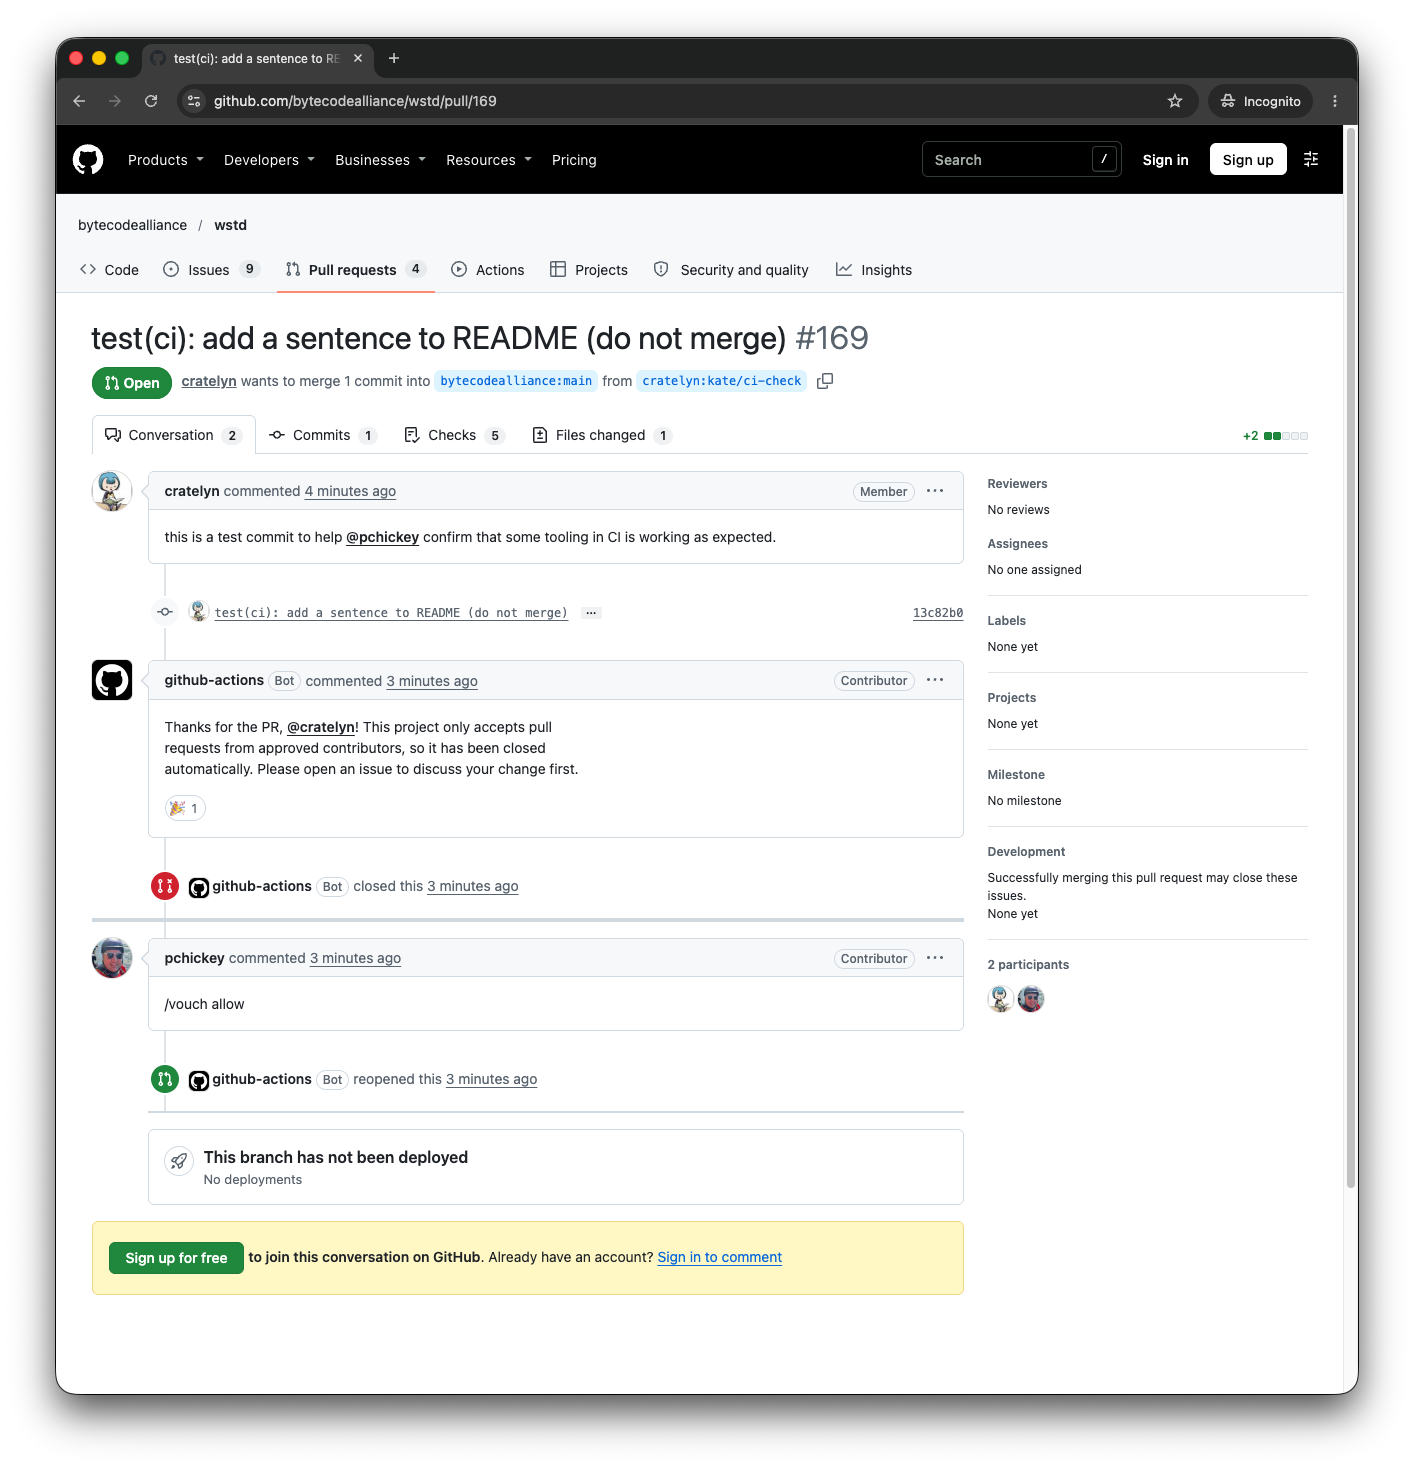 test(ci): add a sentence to RE
github.com/bytecodealliance/wstd/pull/169
Incognito
Products Developers Businesses Resources Pricing
Search /
Sign in
Sign up
bytecodealliance / wstd
Code Issues 9 Pull requests 4 Actions Projects Security and quality Insights
test(ci): add a sentence to README (do not merge) #169
Open cratelyn wants to merge 1 commit into bytecodealliance:main from cratelyn:kate/ci-check
Conversation 2 Commits 1 Checks 5 Files changed 1 +2
cratelyn commented 4 minutes ago Member
this is a test commit to help @pchickey confirm that some tooling in CI is working as expected.
test(ci): add a sentence to README (do not merge) ... 13c82b0
github-actions Bot commented 3 minutes ago Contributor
Thanks for the PR, @cratelyn! This project only accepts pull
requests from approved contributors, so it has been closed
automatically. Please open an issue to discuss your change first.
🎉 1
github-actions Bot closed this 3 minutes ago
pchickey commented 3 minutes ago Contributor
/vouch allow
github-actions Bot reopened this 3 minutes ago
This branch has not been deployed
No deployments
Sign up for free to join this conversation on GitHub. Already have an account? Sign in to comment
Reviewers
No reviews
Assignees
No one assigned
Labels
None yet
Projects
None yet
Milestone
No milestone
Development
Successfully merging this pull request may close these
issues.
None yet
2 participants